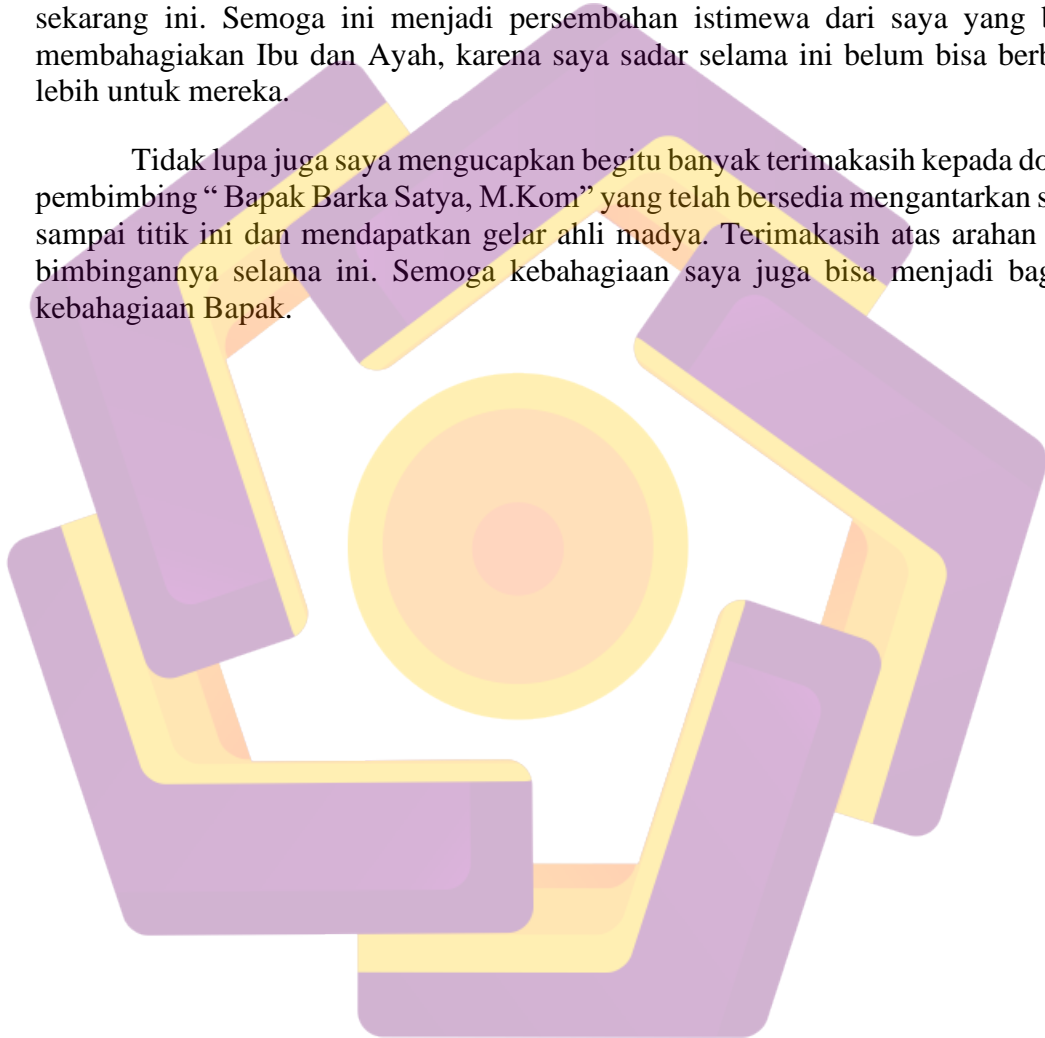 sekarang ini. Semoga ini menjadi persembahan istimewa dari saya yang
membahagiakan Ibu dan Ayah, karena saya sadar selama ini belum bisa
lebih untuk mereka.
Tidak lupa juga saya mengucapkan begitu banyak terimakasih kepada
pembimbing “ Bapak Barka Satya, M.Kom” yang telah bersedia mengantarkan
sampai titik ini dan mendapatkan gelar ahli madya. Terimakasih atas arahan
bimbingannya selama ini. Semoga kebahagiaan saya juga bisa menjadi
kebahagiaan Bapak.